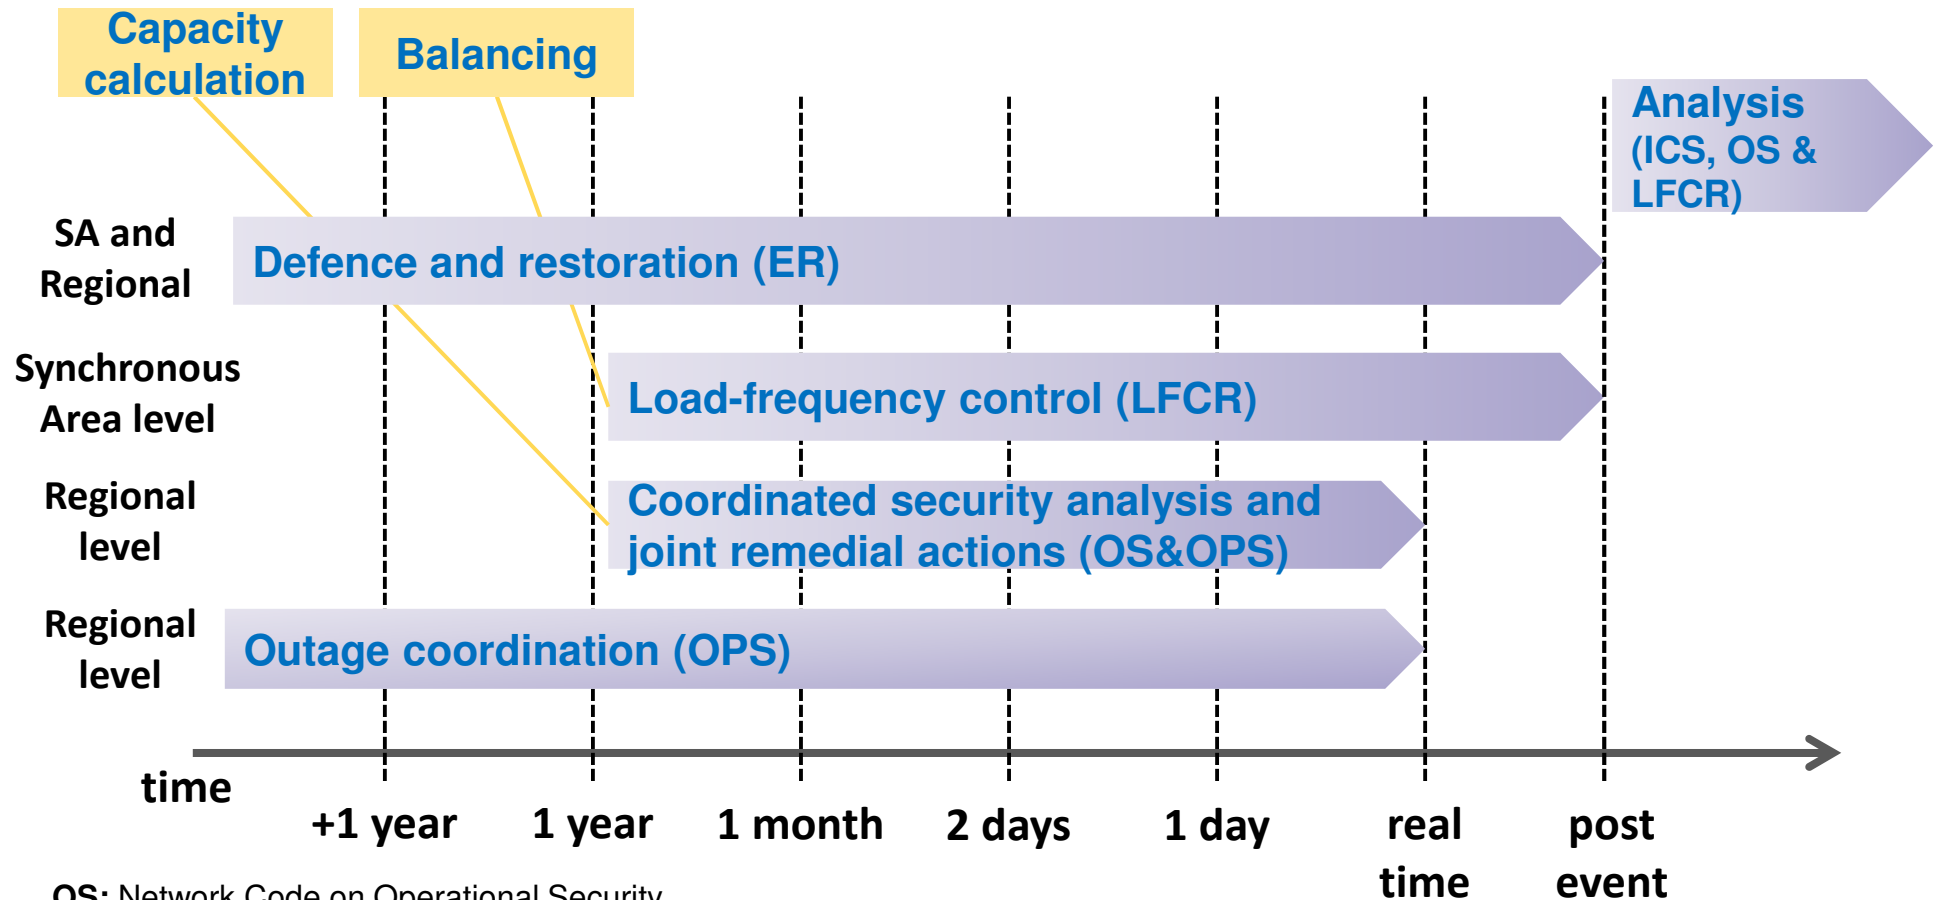 Capacity
calculation
Balancing
Analysis
(ICS, OS &
LFCR)
SA and
Regional
Defence and restoration (ER)
Synchronous
Area level
Load-frequency control (LFCR)
Regional
level
Coordinated security analysis and
joint remedial actions (OS&OPS)
Regional
level
Outage coordination (OPS)
time
+1 year
1 year
1 month
2 days
1 day
real
time
post
event
OS: Network Code on Operational Security